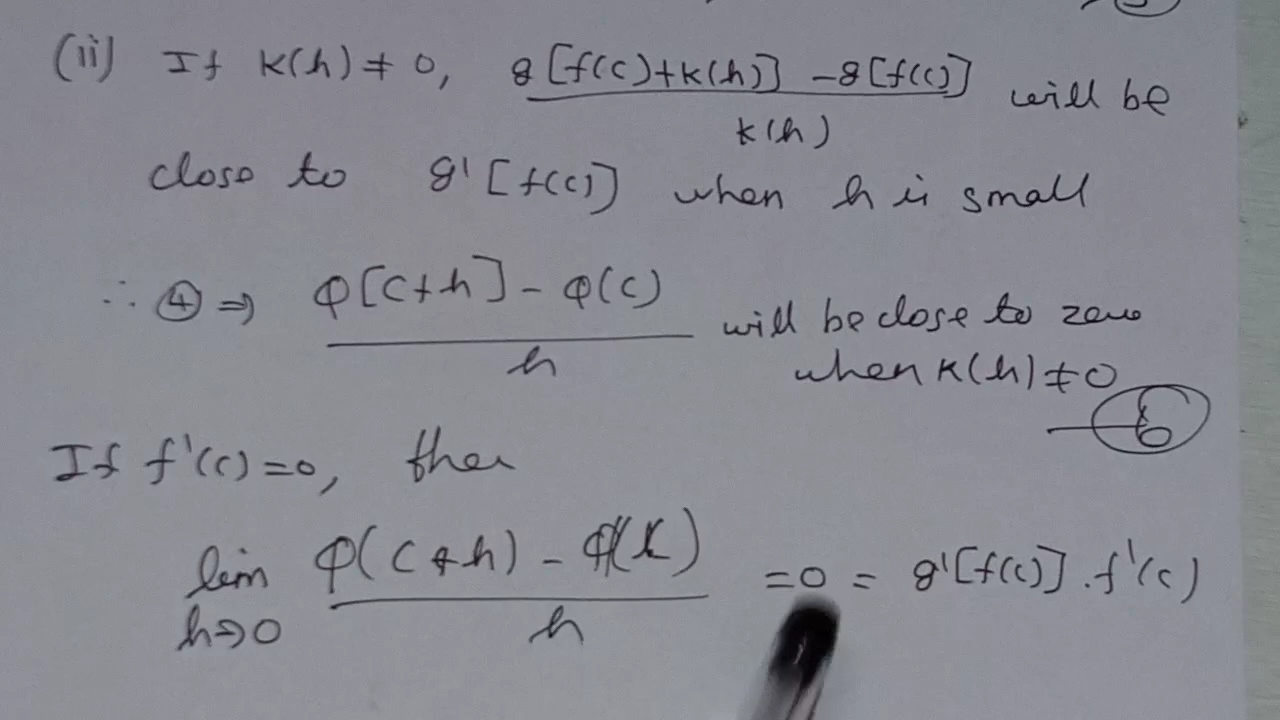 (ii) If k(h) ≠ 0, g[f(c)+k(h)] - g[f(c)] will be
k(h)
close to g'[f(c)] when h is small
∴ ④ ⇒ φ[c+h] - φ(c) will be close to zero
h
when k(h) ≠ 0
— ⑥
If f'(c) = 0, then
lim φ(c+h) - φ(c) = 0 = g'[f(c)] . f'(c)
h→0 h